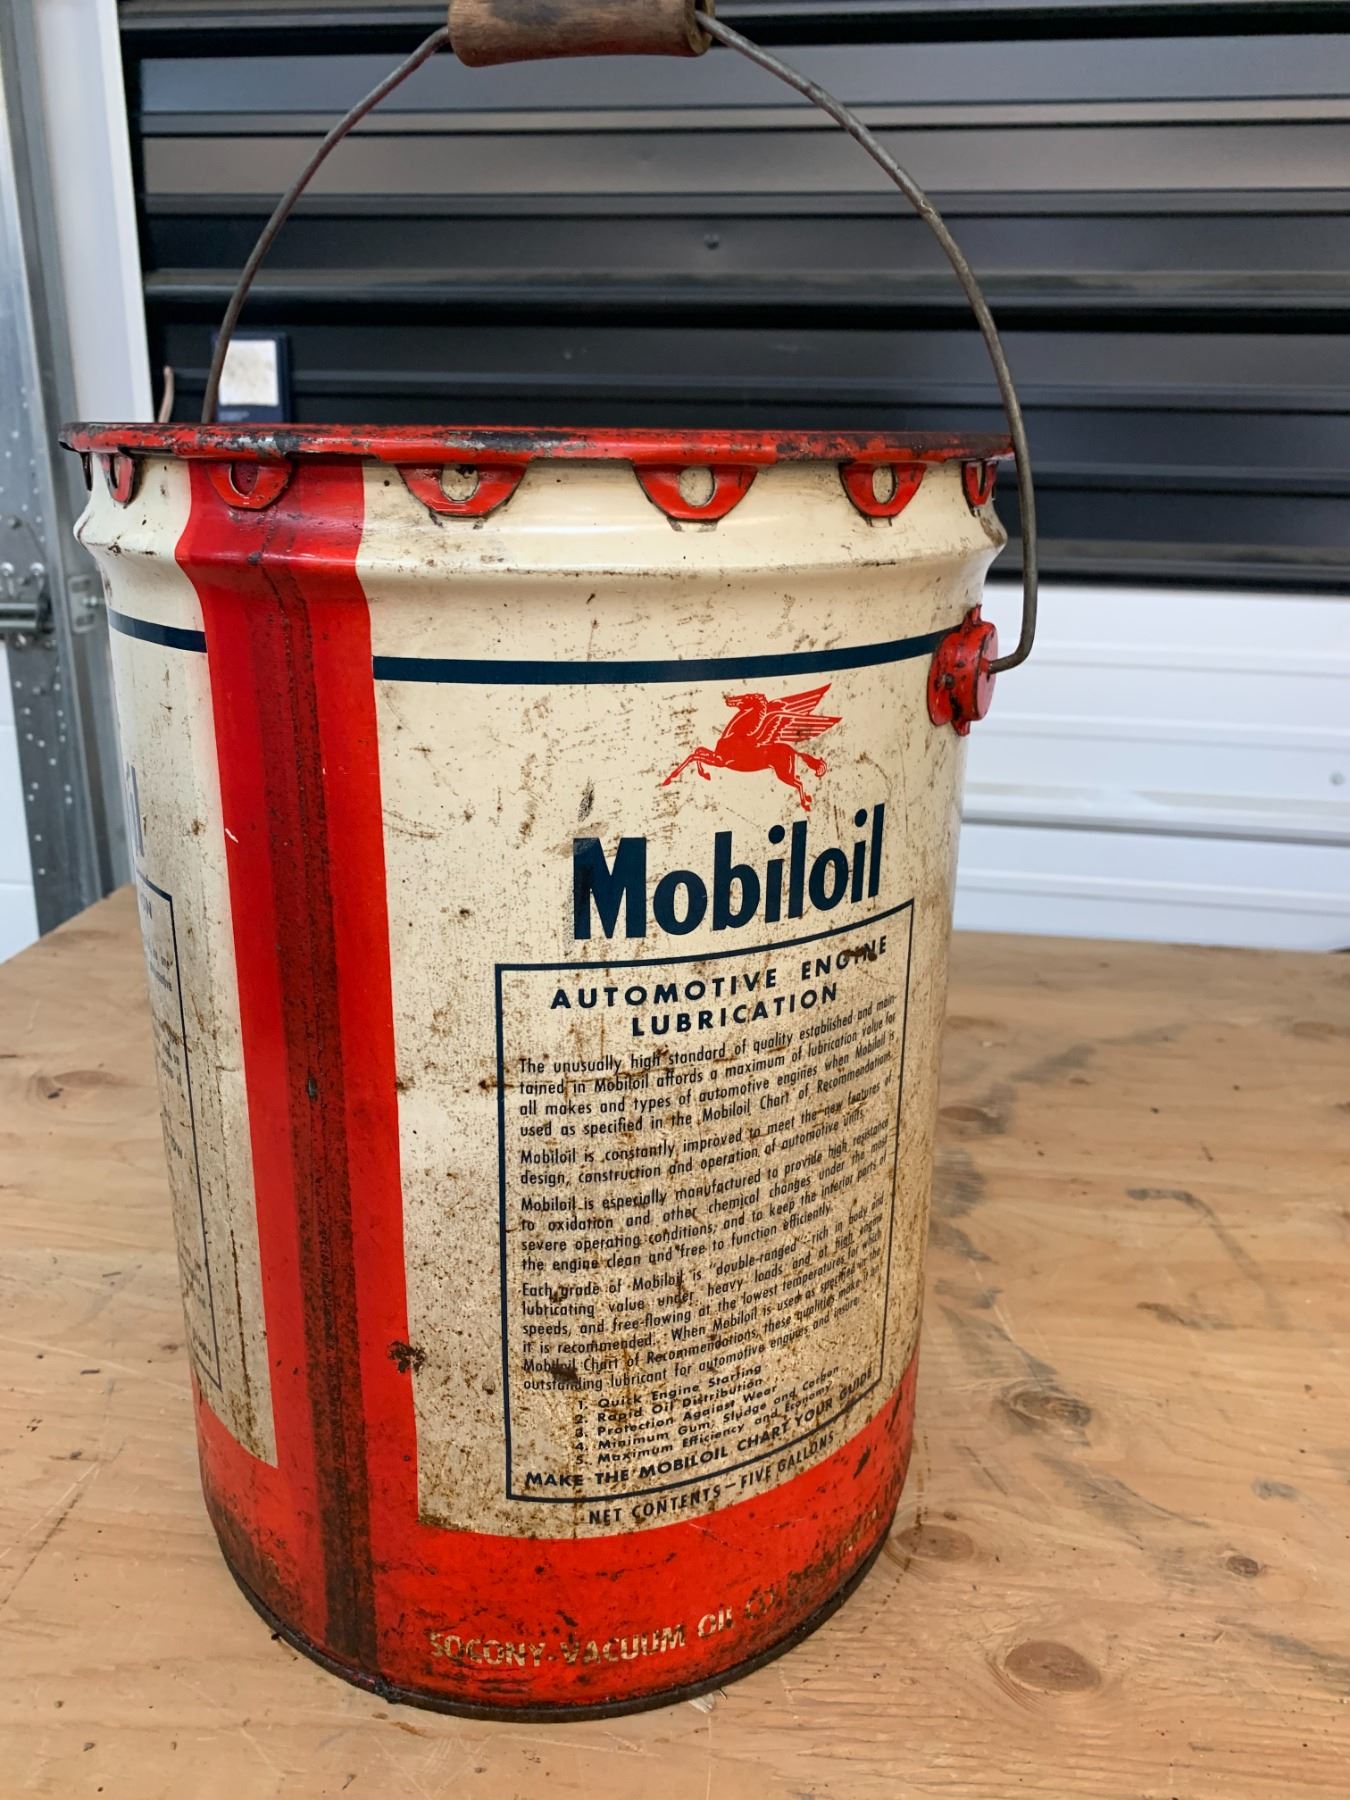 Mobiloil
AUTOMOTIVE ENGINE
LUBRICATION
The unusually high standard of quality established and main-
tained in Mobiloil affords a maximum of lubrication value for
all makes and types of automotive engines when Mobiloil is
used as specified in the Mobiloil Chart of Recommendations.
Mobiloil is constantly improved to meet the new features of
design, construction and operation of automotive units.
Mobiloil is especially manufactured to provide high resistance
to oxidation and other chemical changes under the most
severe operating conditions, and to keep the interior parts of
the engine clean and free to function efficiently.
Each grade of Mobiloil is "double-ranged"—rich in body and
lubricating value under heavy loads and at high engine
speeds, and free-flowing at the lowest temperatures for which
it is recommended. When Mobiloil is used as specified in the
Mobiloil Chart of Recommendations, these qualities make it an
outstanding lubricant for automotive engines and insure:
1. Quick Engine Starting
2. Rapid Oil Distribution
3. Protection Against Wear
4. Minimum Gum, Sludge and Carbon
5. Maximum Efficiency and Economy
MAKE THE MOBILOIL CHART YOUR GUIDE
NET CONTENTS—FIVE GALLONS
SOCONY-VACUUM OIL